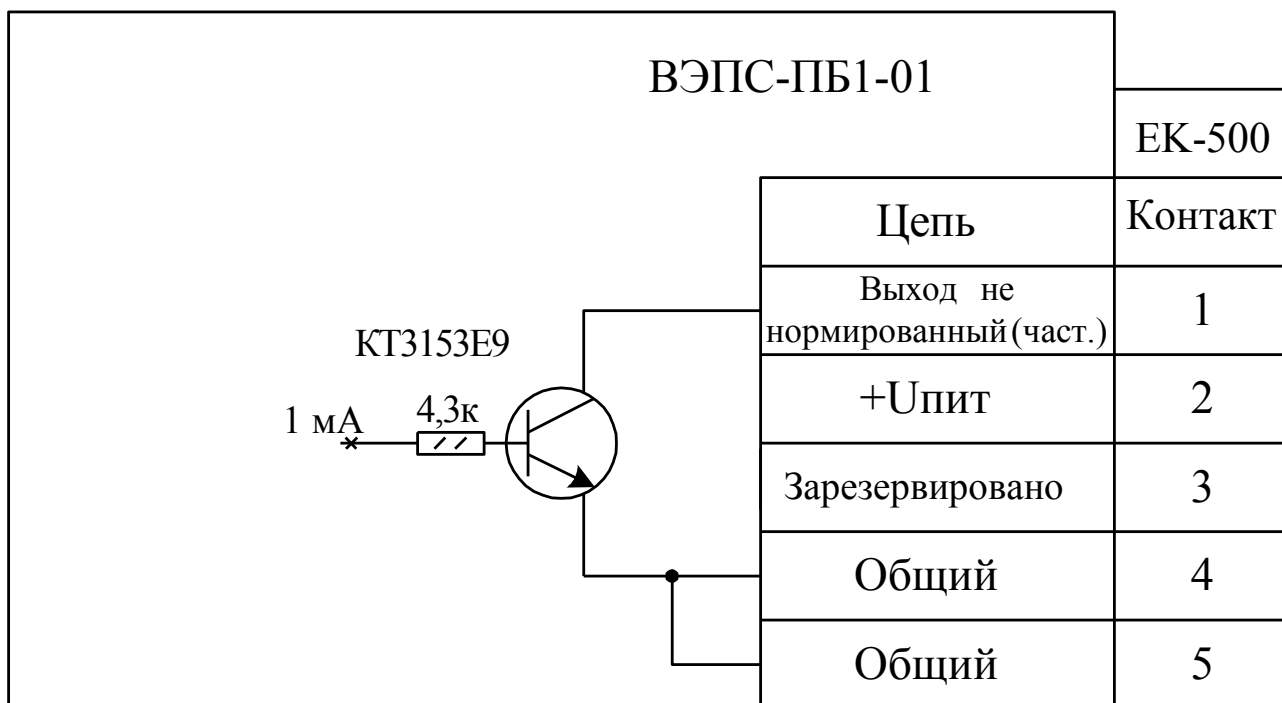 ВЭПС-ПБ1-01
ЕК-500
Цепь Контакт
Выход не
нормированный(част.) 1
КТ3153Е9
+Uпит 2
4,3к
1 мА
Зарезервировано 3
Общий 4
Общий 5